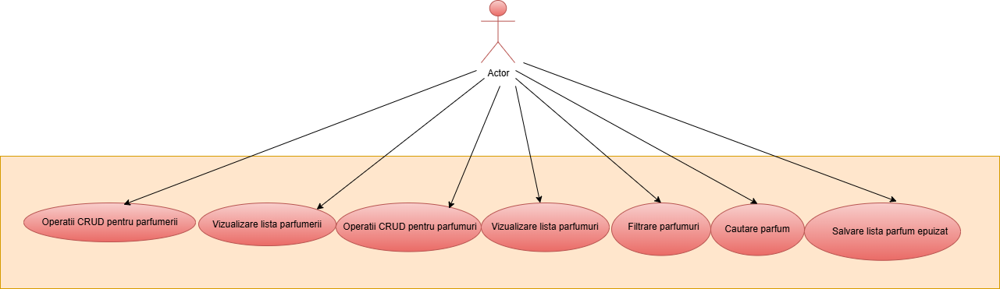 Actor
Operatii CRUD pentru parfumerii
Vizualizare lista parfumerii
Operatii CRUD pentru parfumuri
Vizualizare lista parfumuri
Filtrare parfumuri
Cautare parfum
Salvare lista parfum epuizat